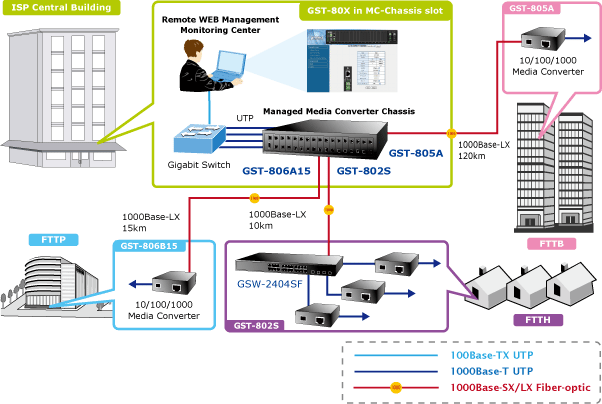 ISP Central Building
Remote WEB Management
Monitoring Center
GST-80X in MC-Chassis slot
GST-805A
10/100/1000
Media Converter
UTP
Managed Media Converter Chassis
Gigabit Switch
GST-805A
GST-806A15
GST-802S
1000Base-LX
120km
1000Base-LX
15km
1000Base-LX
10km
FTTB
FTTP
GST-806B15
10/100/1000
Media Converter
GSW-2404SF
GST-802S
FTTH
100Base-TX UTP
1000Base-T UTP
1000Base-SX/LX Fiber-optic